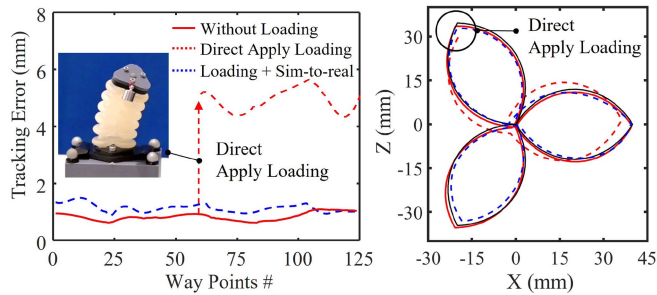 Tracking Error (mm)
8
6
4
2
0
Without Loading
Direct Apply Loading
Loading + Sim-to-real
Direct
Apply Loading
0
25
50
75
100
125
Way Points #
Z (mm)
30
15
0
-15
-30
Direct
Apply Loading
-30
-15
0
15
30
45
X (mm)